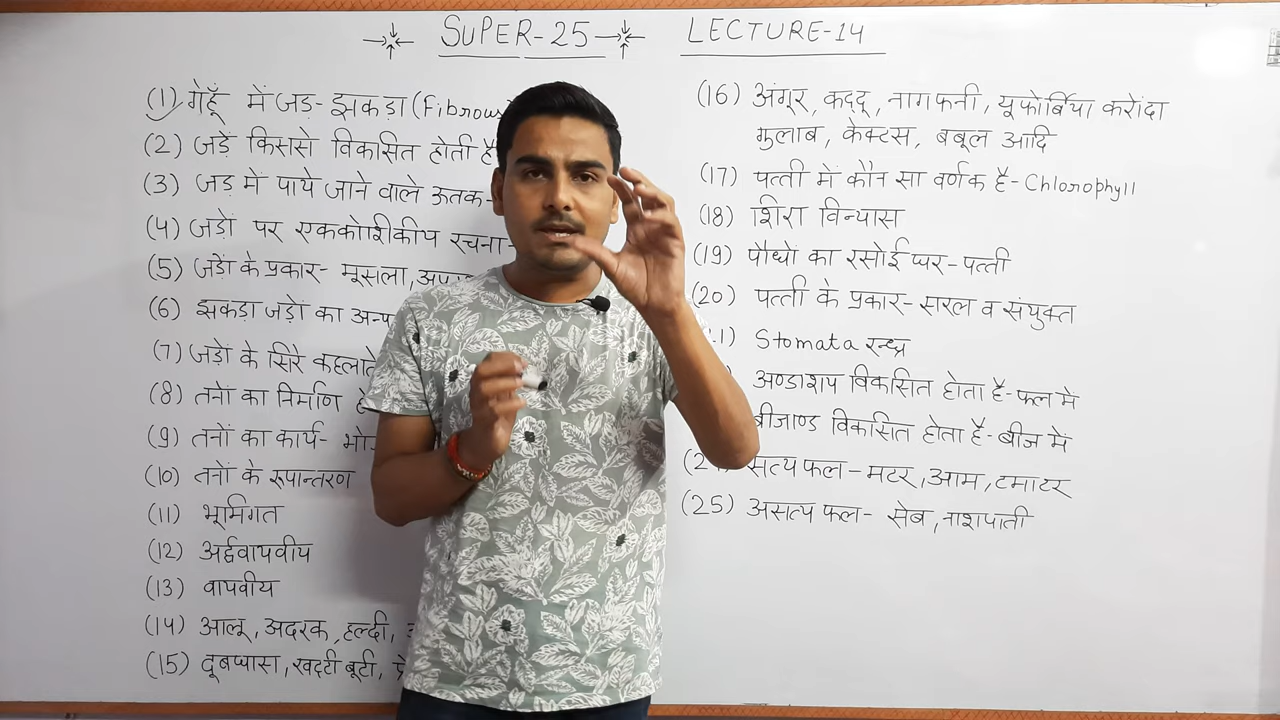 SUPER-25 LECTURE-14
(1) गेहूँ में जड़- झकड़ा (Fibrous
(2) जड़ें किससे विकसित होती है
(3) जड़ में पाये जाने वाले ऊतक-
(4) जड़ों पर एककोशिकीय रचना-
(5) जड़ों के प्रकार- मूसला,
(6) झकड़ा जड़ों का
(7) जड़ों के सिरे कहलाते
(8) तनों का निर्माण
(9) तनों का कार्य-
(10) तनों के रूपान्तरण
(11) भूमिगत
(12) अर्द्धवायवीय
(13) वायवीय
(14) आलू, अदरक, हल्दी,
(15) दूबघासा, खट्टी बूटी,
(16) अंगूर, कद्दू, नागफनी, यूफोर्बिया करोंदा
गुलाब, केक्टस, बबूल आदि
(17) पत्ती में कौन सा वर्णक है- Chlorophyll
(18) शिरा विन्यास
(19) पौधों का रसोई घर- पत्ती
(20) पत्ती के प्रकार- सरल व संयुक्त
1) Stomata रन्ध्र
अण्डाशय विकसित होता है- फल मे
बीजाण्ड विकसित होता है- बीज में
(2 सत्य फल- मटर, आम, टमाटर
(25) असत्य फल- सेब, नाशपाती